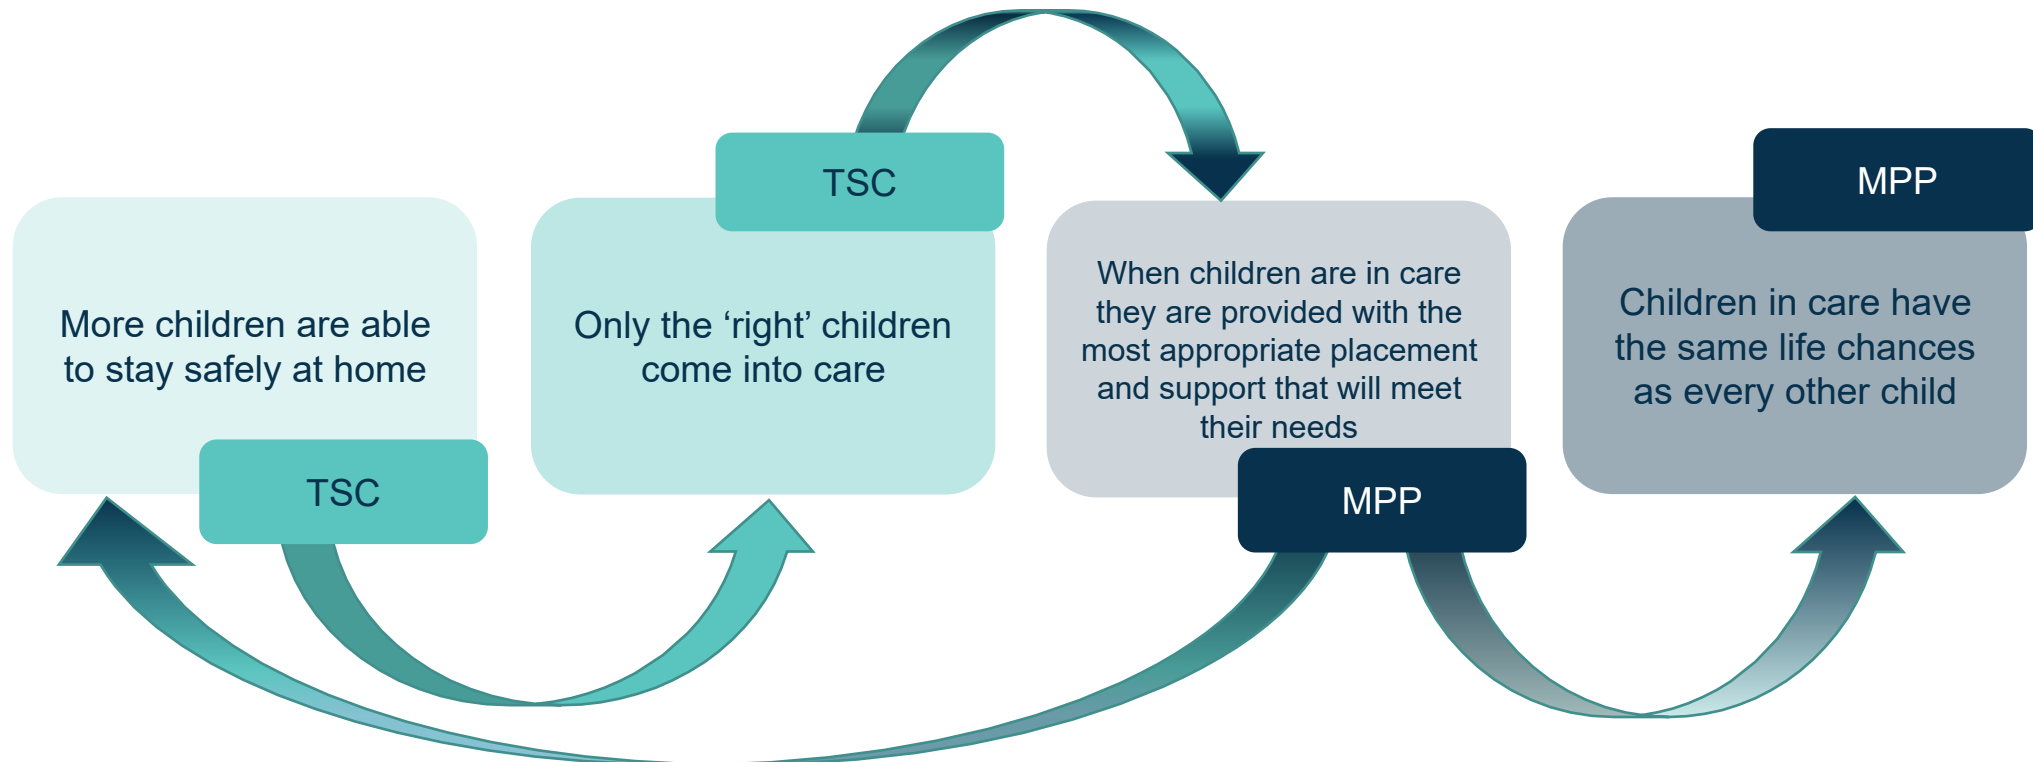 More children are able
to stay safely at home
TSC
TSC
Only the ‘right’ children
come into care
When children are in care
they are provided with the
most appropriate placement
and support that will meet
their needs
MPP
MPP
Children in care have
the same life chances
as every other child